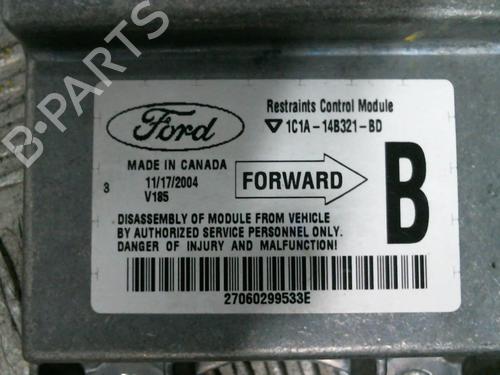 B-PARTS
Ford
Restraints Control Module
1C1A-14B321-BD
MADE IN CANADA
3
11/17/2004
V185
FORWARD
B
DISASSEMBLY OF MODULE FROM VEHICLE
BY AUTHORIZED SERVICE PERSONNEL ONLY.
DANGER OF INJURY AND MALFUNCTION!
27060299533E